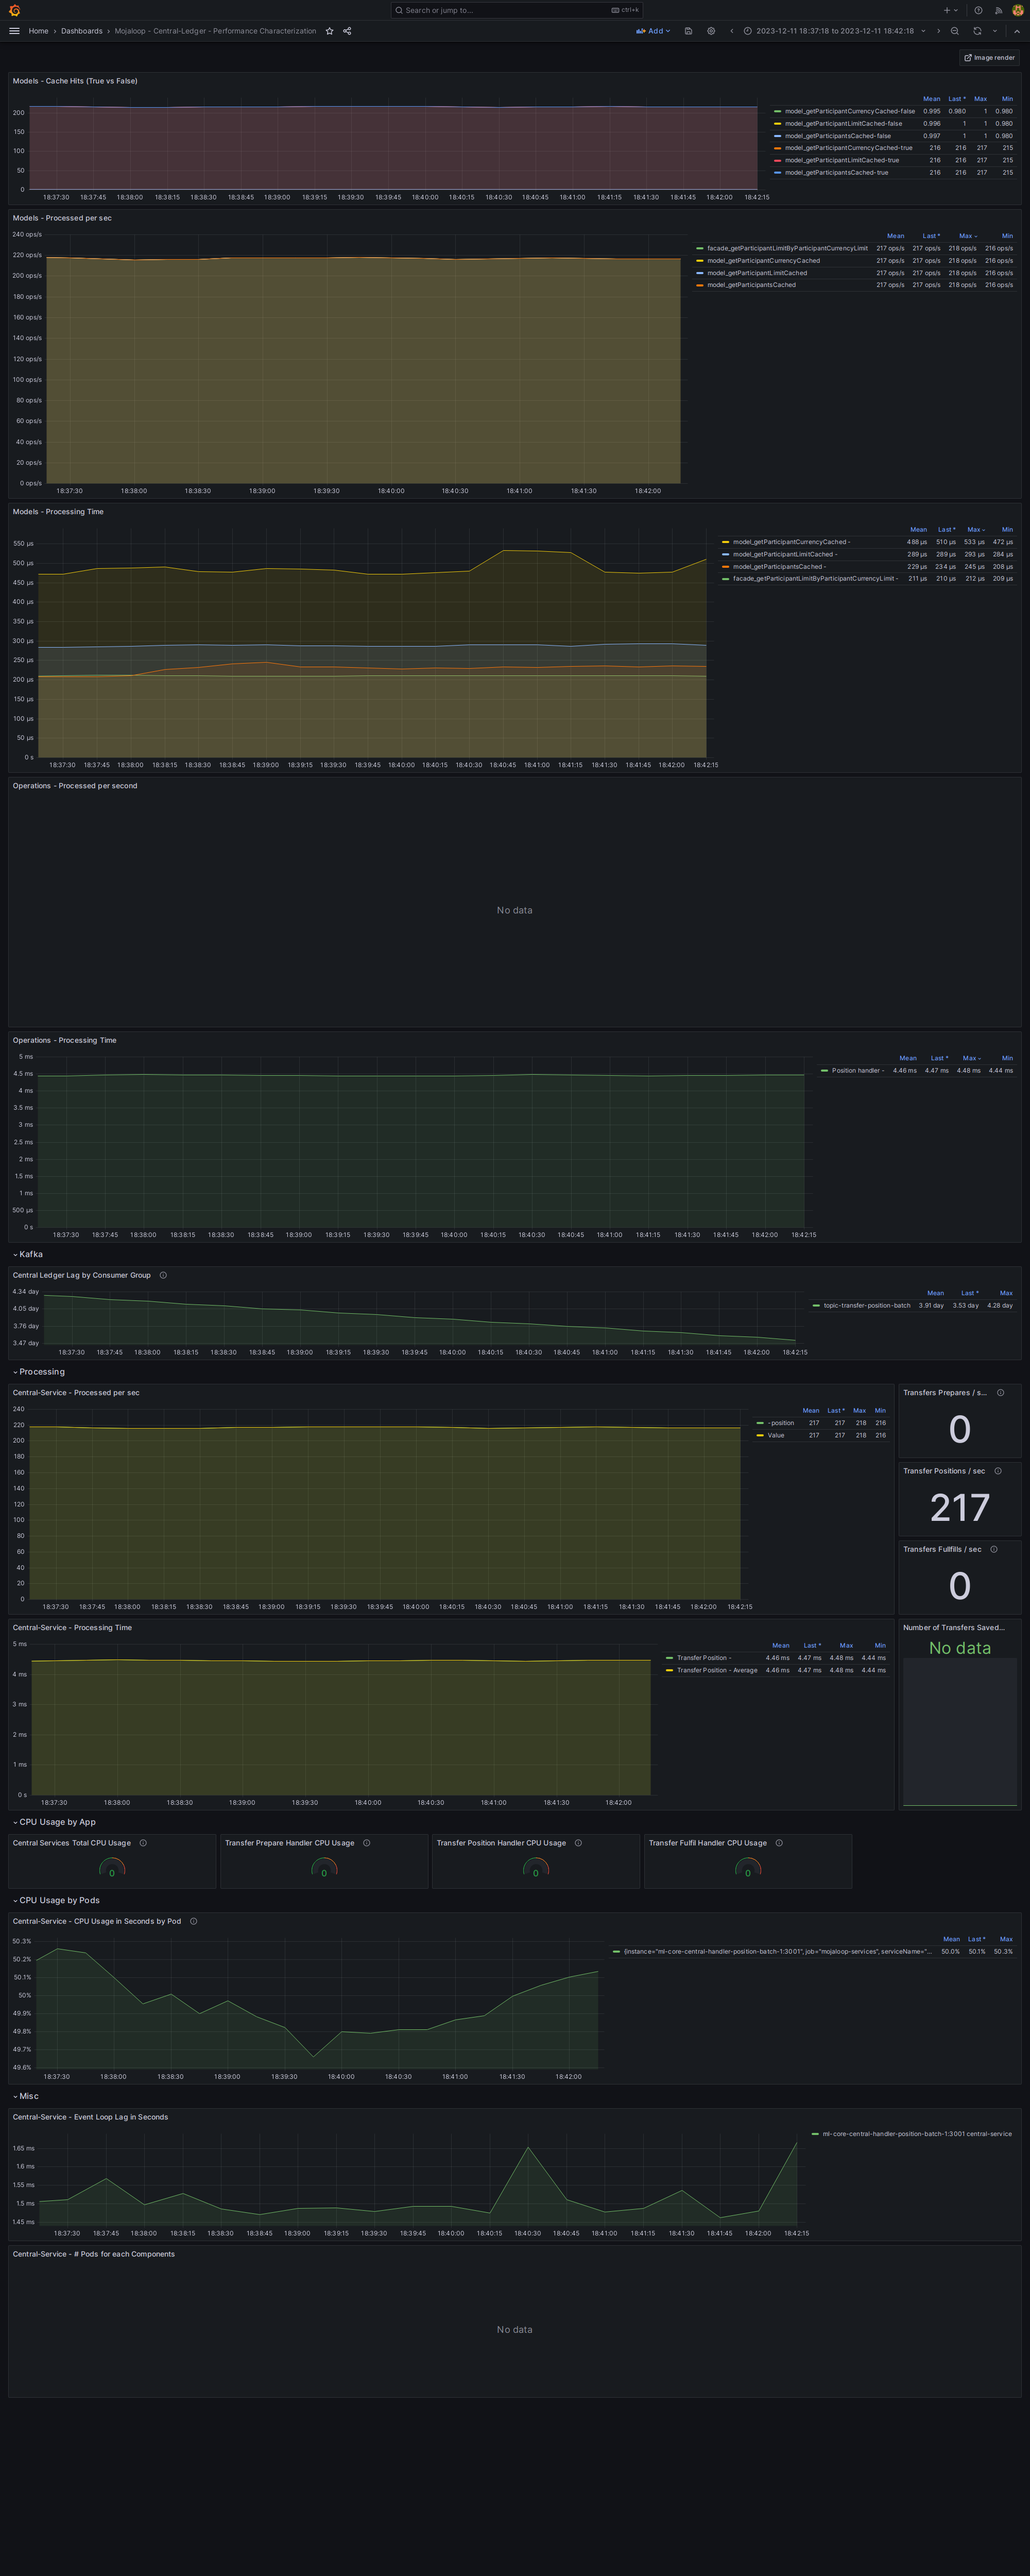 Search or jump to... ctrl+k
Home › Dashboards › Mojaloop - Central-Ledger - Performance Characterization Add 2023-12-11 18:37:18 to 2023-12-11 18:42:18
Image render
Models - Cache Hits (True vs False)
200
150
100
50
0
18:37:30 18:37:45 18:38:00 18:38:15 18:38:30 18:38:45 18:39:00 18:39:15 18:39:30 18:39:45 18:40:00 18:40:15 18:40:30 18:40:45 18:41:00 18:41:15 18:41:30 18:41:45 18:42:00 18:42:15
Mean Last * Max Min
model_getParticipantCurrencyCached-false 0.995 0.980 1 0.980
model_getParticipantLimitCached-false 0.996 1 1 0.980
model_getParticipantsCached-false 0.997 1 1 0.980
model_getParticipantCurrencyCached-true 216 216 217 215
model_getParticipantLimitCached-true 216 216 217 215
model_getParticipantsCached-true 216 216 217 215
Models - Processed per sec
240 ops/s
220 ops/s
200 ops/s
180 ops/s
160 ops/s
140 ops/s
120 ops/s
100 ops/s
80 ops/s
60 ops/s
40 ops/s
20 ops/s
0 ops/s
18:37:30 18:38:00 18:38:30 18:39:00 18:39:30 18:40:00 18:40:30 18:41:00 18:41:30 18:42:00
Mean Last * Max Min
facade_getParticipantLimitByParticipantCurrencyLimit 217 ops/s 217 ops/s 218 ops/s 216 ops/s
model_getParticipantCurrencyCached 217 ops/s 217 ops/s 218 ops/s 216 ops/s
model_getParticipantLimitCached 217 ops/s 217 ops/s 218 ops/s 216 ops/s
model_getParticipantsCached 217 ops/s 217 ops/s 218 ops/s 216 ops/s
Models - Processing Time
550 µs
500 µs
450 µs
400 µs
350 µs
300 µs
250 µs
200 µs
150 µs
100 µs
50 µs
0 s
18:37:30 18:37:45 18:38:00 18:38:15 18:38:30 18:38:45 18:39:00 18:39:15 18:39:30 18:39:45 18:40:00 18:40:15 18:40:30 18:40:45 18:41:00 18:41:15 18:41:30 18:41:45 18:42:00 18:42:15
Mean Last * Max Min
model_getParticipantCurrencyCached - 488 µs 510 µs 533 µs 472 µs
model_getParticipantLimitCached - 289 µs 289 µs 293 µs 284 µs
model_getParticipantsCached - 229 µs 234 µs 245 µs 208 µs
facade_getParticipantLimitByParticipantCurrencyLimit - 211 µs 210 µs 212 µs 209 µs
Operations - Processed per second
No data
Operations - Processing Time
5 ms
4.5 ms
4 ms
3.5 ms
3 ms
2.5 ms
2 ms
1.5 ms
1 ms
500 µs
0 s
18:37:30 18:37:45 18:38:00 18:38:15 18:38:30 18:38:45 18:39:00 18:39:15 18:39:30 18:39:45 18:40:00 18:40:15 18:40:30 18:40:45 18:41:00 18:41:15 18:41:30 18:41:45 18:42:00 18:42:15
Mean Last * Max Min
Position handler - 4.46 ms 4.47 ms 4.48 ms 4.44 ms
Kafka
Central Ledger Lag by Consumer Group
4.34 day
4.05 day
3.76 day
3.47 day
18:37:30 18:37:45 18:38:00 18:38:15 18:38:30 18:38:45 18:39:00 18:39:15 18:39:30 18:39:45 18:40:00 18:40:15 18:40:30 18:40:45 18:41:00 18:41:15 18:41:30 18:41:45 18:42:00 18:42:15
Mean Last * Max
topic-transfer-position-batch 3.91 day 3.53 day 4.28 day
Processing
Central-Service - Processed per sec
240
220
200
180
160
140
120
100
80
60
40
20
0
18:37:30 18:37:45 18:38:00 18:38:15 18:38:30 18:38:45 18:39:00 18:39:15 18:39:30 18:39:45 18:40:00 18:40:15 18:40:30 18:40:45 18:41:00 18:41:15 18:41:30 18:41:45 18:42:00 18:42:15
Mean Last * Max Min
-position 217 217 218 216
Value 217 217 218 216
Transfers Prepares / s...
0
Transfer Positions / sec
217
Transfers Fullfills / sec
0
Central-Service - Processing Time
5 ms
4 ms
3 ms
2 ms
1 ms
0 s
18:37:30 18:38:00 18:38:30 18:39:00 18:39:30 18:40:00 18:40:30 18:41:00 18:41:30 18:42:00
Mean Last * Max Min
Transfer Position - 4.46 ms 4.47 ms 4.48 ms 4.44 ms
Transfer Position - Average 4.46 ms 4.47 ms 4.48 ms 4.44 ms
Number of Transfers Saved...
No data
CPU Usage by App
Central Services Total CPU Usage
0
Transfer Prepare Handler CPU Usage
0
Transfer Position Handler CPU Usage
0
Transfer Fulfil Handler CPU Usage
0
CPU Usage by Pods
Central-Service - CPU Usage in Seconds by Pod
50.3%
50.2%
50.1%
50%
49.9%
49.8%
49.7%
49.6%
18:37:30 18:38:00 18:38:30 18:39:00 18:39:30 18:40:00 18:40:30 18:41:00 18:41:30 18:42:00
Mean Last * Max
{instance="ml-core-central-handler-position-batch-1:3001", job="mojaloop-services", serviceName="... 50.0% 50.1% 50.3%
Misc
Central-Service - Event Loop Lag in Seconds
1.65 ms
1.6 ms
1.55 ms
1.5 ms
1.45 ms
18:37:30 18:37:45 18:38:00 18:38:15 18:38:30 18:38:45 18:39:00 18:39:15 18:39:30 18:39:45 18:40:00 18:40:15 18:40:30 18:40:45 18:41:00 18:41:15 18:41:30 18:41:45 18:42:00 18:42:15
ml-core-central-handler-position-batch-1:3001 central-service
Central-Service - # Pods for each Components
No data